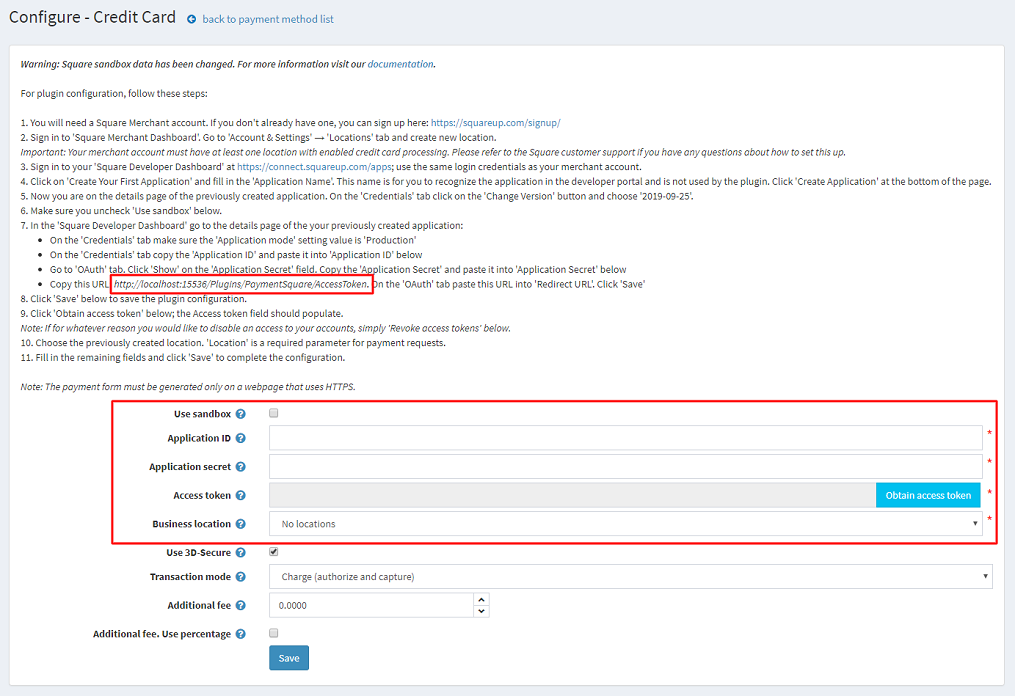 Configure - Credit Card back to payment method list
Warning: Square sandbox data has been changed. For more information visit our documentation.
For plugin configuration, follow these steps:
1. You will need a Square Merchant account. If you don't already have one, you can sign up here: https://squareup.com/signup/
2. Sign in to 'Square Merchant Dashboard'. Go to 'Account & Settings' → 'Locations' tab and create new location.
Important: Your merchant account must have at least one location with enabled credit card processing. Please refer to the Square customer support if you have any questions about how to set this up.
3. Sign in to your 'Square Developer Dashboard' at https://connect.squareup.com/apps; use the same login credentials as your merchant account.
4. Click on 'Create Your First Application' and fill in the 'Application Name'. This name is for you to recognize the application in the developer portal and is not used by the plugin. Click 'Create Application' at the bottom of the page.
5. Now you are on the details page of the previously created application. On the 'Credentials' tab click on the 'Change Version' button and choose '2019-09-25'.
6. Make sure you uncheck 'Use sandbox' below.
7. In the 'Square Developer Dashboard' go to the details page of the your previously created application:
• On the 'Credentials' tab make sure the 'Application mode' setting value is 'Production'
• On the 'Credentials' tab copy the 'Application ID' and paste it into 'Application ID' below
• Go to 'OAuth' tab. Click 'Show' on the 'Application Secret' field. Copy the 'Application Secret' and paste it into 'Application Secret' below
• Copy this URL http://localhost:15536/Plugins/PaymentSquare/AccessToken. On the 'OAuth' tab paste this URL into 'Redirect URL'. Click 'Save'
8. Click 'Save' below to save the plugin configuration.
9. Click 'Obtain access token' below; the Access token field should populate.
Note: If for whatever reason you would like to disable an access to your accounts, simply 'Revoke access tokens' below.
10. Choose the previously created location. 'Location' is a required parameter for payment requests.
11. Fill in the remaining fields and click 'Save' to complete the configuration.
Note: The payment form must be generated only on a webpage that uses HTTPS.
Use sandbox ?
Application ID ? *
Application secret ? *
Access token ? Obtain access token *
Business location ? No locations *
Use 3D-Secure ?
Transaction mode ? Charge (authorize and capture)
Additional fee ? 0.0000
Additional fee. Use percentage ?
Save